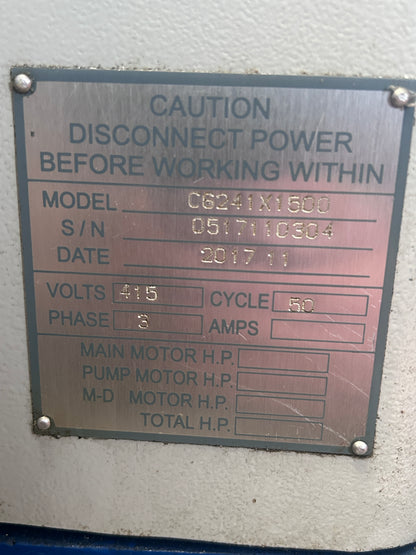 CAUTION
DISCONNECT POWER
BEFORE WORKING WITHIN
MODEL C6241X1500
S/N 0517110304
DATE 2017 11
VOLTS 415 CYCLE 50
PHASE 3 AMPS
MAIN MOTOR H.P.
PUMP MOTOR H.P.
M-D MOTOR H.P.
TOTAL H.P.